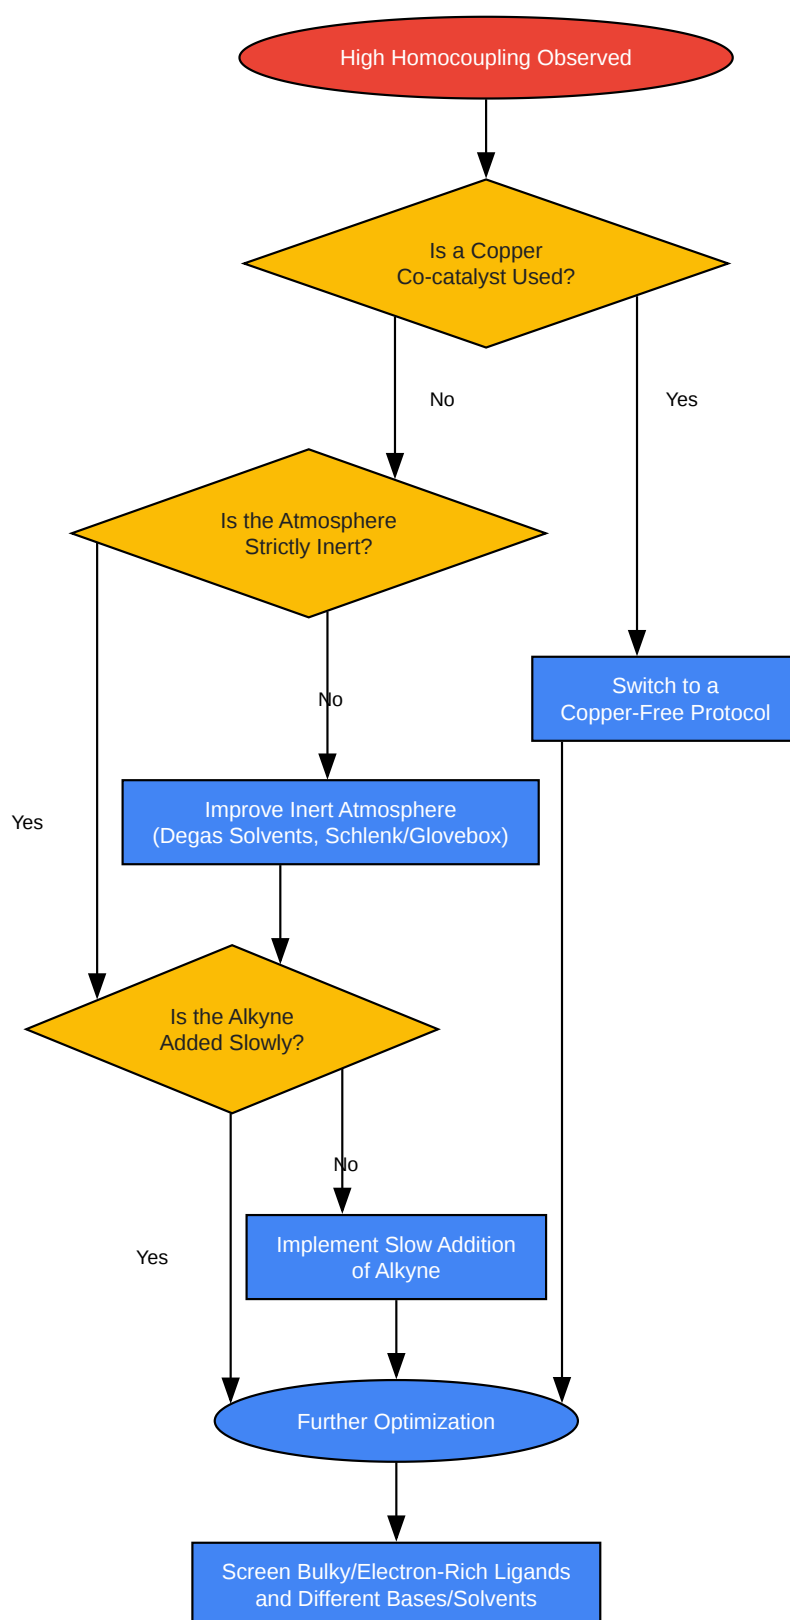 High Homocoupling Observed
Is a Copper
Co-catalyst Used?
No
Yes
Is the Atmosphere
Strictly Inert?
No
Switch to a
Copper-Free Protocol
Yes
Improve Inert Atmosphere
(Degas Solvents, Schlenk/Glovebox)
Is the Alkyne
Added Slowly?
No
Yes
Implement Slow Addition
of Alkyne
Further Optimization
Screen Bulky/Electron-Rich Ligands
and Different Bases/Solvents